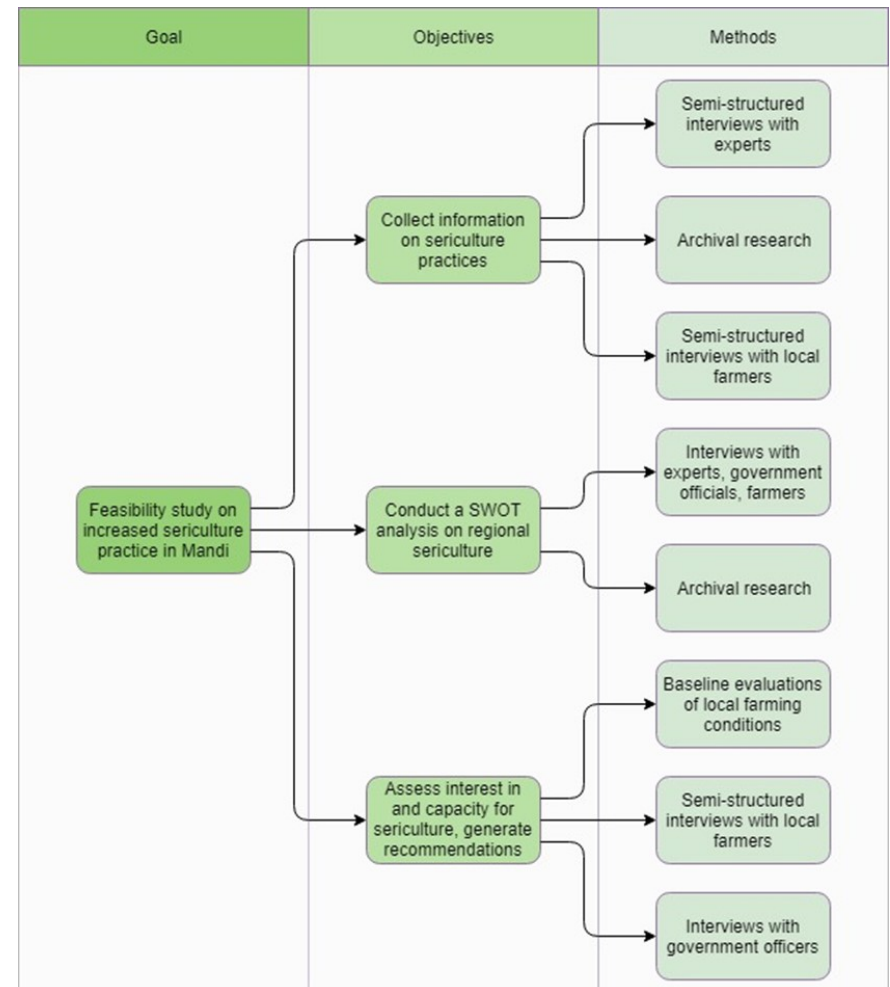 Goal
Objectives
Methods
Semi-structured
interviews with
experts
Collect information
on sericulture
practices
Archival research
Semi-structured
interviews with local
farmers
Feasibility study on
increased sericulture
practice in Mandi
Conduct a SWOT
analysis on regional
sericulture
Interviews with
experts, government
officials, farmers
Archival research
Assess interest in
and capacity for
sericulture, generate
recommendations
Baseline evaluations
of local farming
conditions
Semi-structured
interviews with local
farmers
Interviews with
government officers